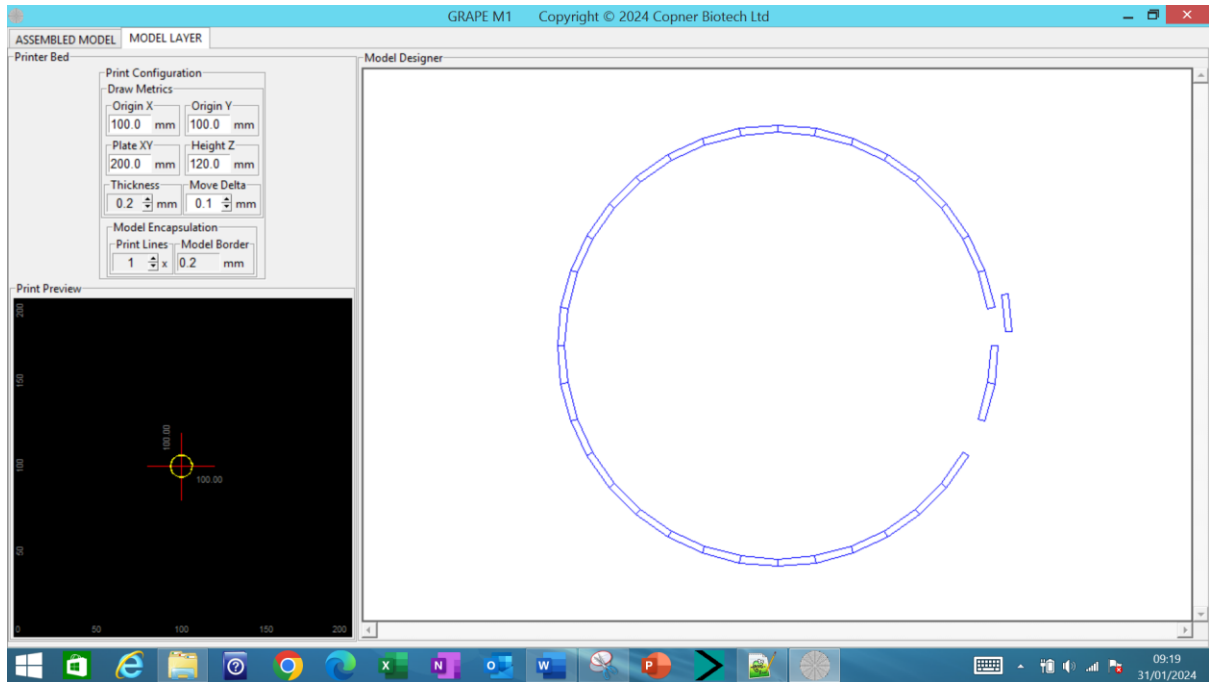 GRAPE M1 Copyright © 2024 Copner Biotech Ltd
ASSEMBLED MODEL MODEL LAYER
Printer Bed
Model Designer
Print Configuration
Draw Metrics
Origin X Origin Y
100.0 mm 100.0 mm
Plate XY Height Z
200.0 mm 120.0 mm
Thickness Move Delta
0.2 mm 0.1 mm
Model Encapsulation
Print Lines Model Border
1 x 0.2 mm
Print Preview
200
150
100.00
100
100.00
50
0 50 100 150 200
09:19
31/01/2024